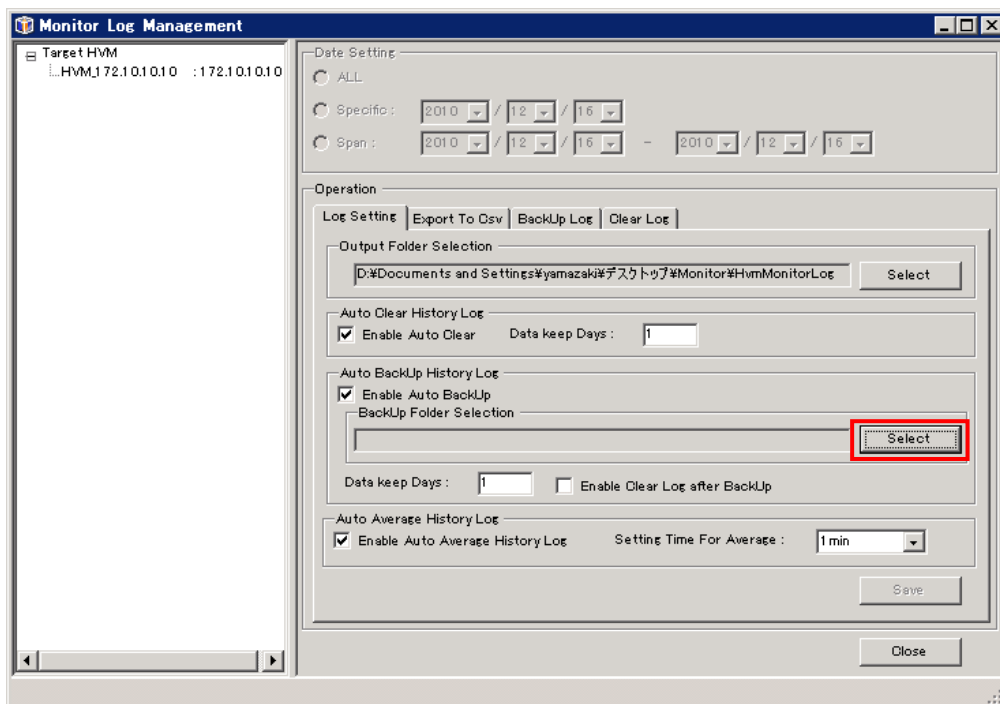 Monitor Log Management
Target HVM
HVM_172.10.10.10 : 172.10.10.10
Date Setting
ALL
Specific : 2010 / 12 / 16
Span : 2010 / 12 / 16 - 2010 / 12 / 16
Operation
Log Setting Export To Csv BackUp Log Clear Log
Output Folder Selection
D:¥Documents and Settings¥yamazaki¥デスクトップ¥Monitor¥HvmMonitorLog Select
Auto Clear History Log
Enable Auto Clear Data keep Days : 1
Auto BackUp History Log
Enable Auto BackUp
BackUp Folder Selection
Select
Data keep Days : 1 Enable Clear Log after BackUp
Auto Average History Log
Enable Auto Average History Log Setting Time For Average : 1 min
Save
Close